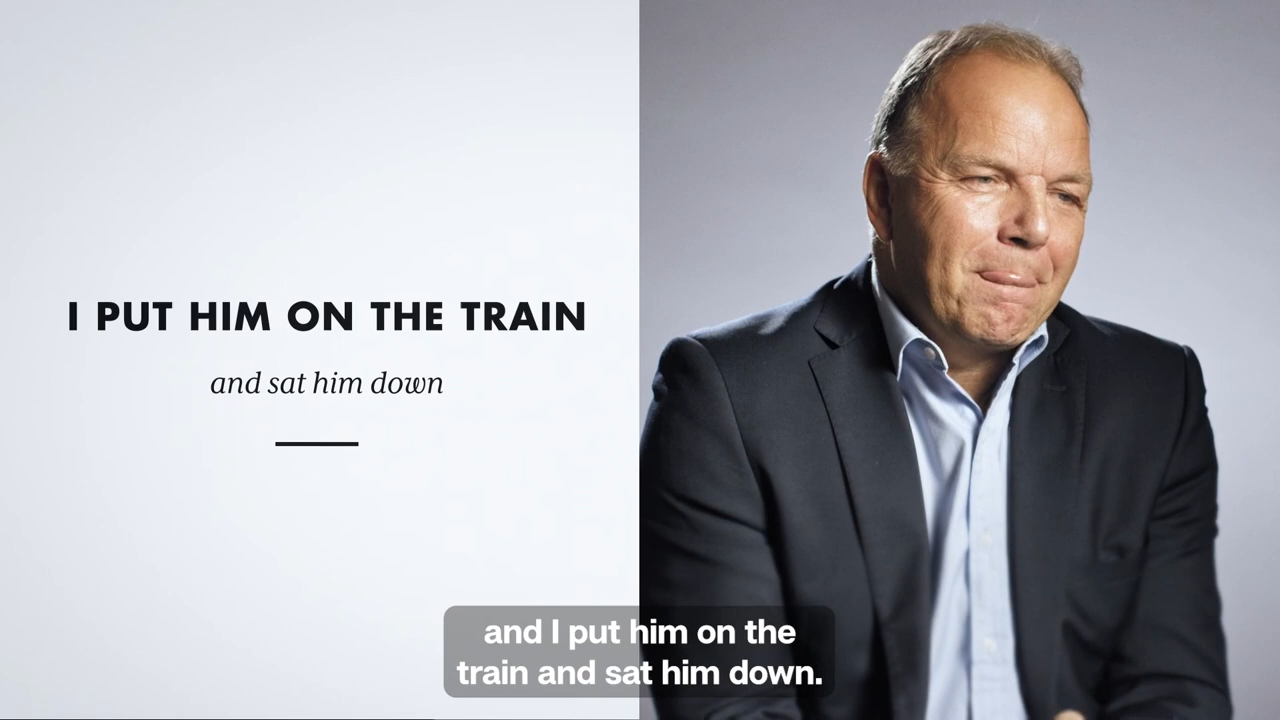 I PUT HIM ON THE TRAIN
and sat him down
and I put him on the
train and sat him down.